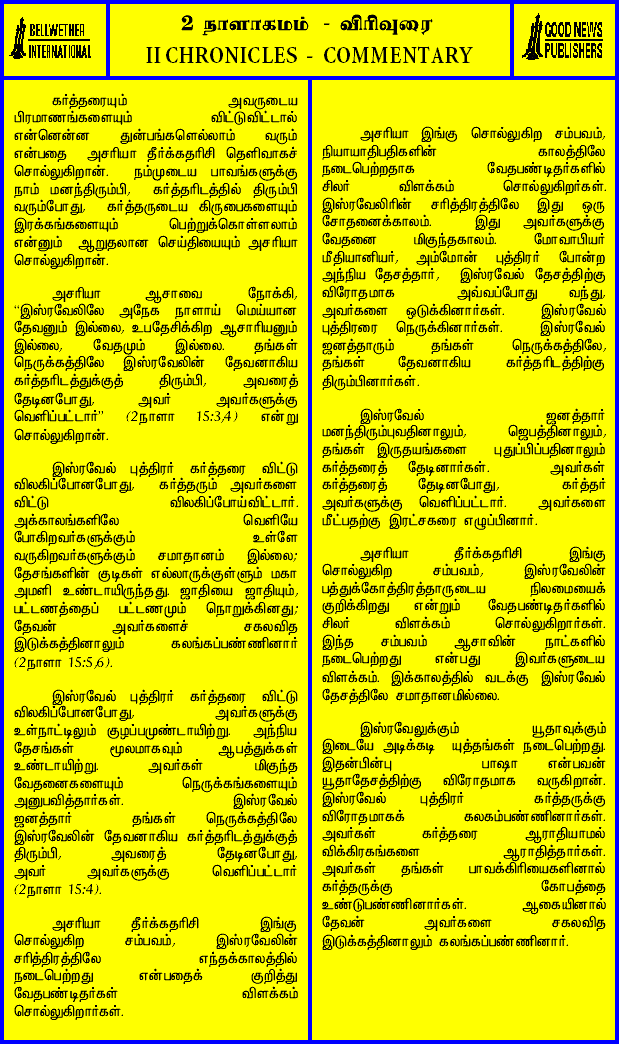 BELLWETHER
INTERNATIONAL
2 நாளாகமம் - விரிவுரை
II CHRONICLES - COMMENTARY
GOOD NEWS
PUBLISHERS
கர்த்தரையும் அவருடைய
பிரமாணங்களையும் விட்டுவிட்டால்
என்னென்ன துன்பங்களெல்லாம் வரும்
என்பதை அசரியா தீர்க்கதரிசி தெளிவாகச்
சொல்லுகிறான். நம்முடைய பாவங்களுக்கு
நாம் மனந்திரும்பி, கர்த்தரிடத்தில் திரும்பி
வரும்போது, கர்த்தருடைய கிருபைகளையும்
இரக்கங்களையும் பெற்றுக்கொள்ளலாம்
என்னும் ஆறுதலான செய்தியையும் அசரியா
சொல்லுகிறான்.
அசரியா ஆசாவை நோக்கி,
“இஸ்ரவேலிலே அநேக நாளாய் மெய்யான
தேவனும் இல்லை, உபதேசிக்கிற ஆசாரியனும்
இல்லை, வேதமும் இல்லை. தங்கள்
நெருக்கத்திலே இஸ்ரவேலின் தேவனாகிய
கர்த்தரிடத்துக்குத் திரும்பி, அவரைத்
தேடினபோது, அவர் அவர்களுக்கு
வெளிப்பட்டார்” (2நாளா 15:3,4) என்று
சொல்லுகிறான்.
இஸ்ரவேல் புத்திரர் கர்த்தரை விட்டு
விலகிப்போனபோது, கர்த்தரும் அவர்களை
விட்டு விலகிப்போய்விட்டார்.
அக்காலங்களிலே வெளியே
போகிறவர்களுக்கும் உள்ளே
வருகிறவர்களுக்கும் சமாதானம் இல்லை;
தேசங்களின் குடிகள் எல்லாருக்குள்ளும் மகா
அமளி உண்டாயிருந்தது. ஜாதியை ஜாதியும்,
பட்டணத்தைப் பட்டணமும் நொறுக்கினது;
தேவன் அவர்களைச் சகலவித
இடுக்கத்தினாலும் கலங்கப்பண்ணினார்
(2நாளா 15:5,6).
இஸ்ரவேல் புத்திரர் கர்த்தரை விட்டு
விலகிப்போனபோது, அவர்களுக்கு
உள்நாட்டிலும் குழப்பமுண்டாயிற்று. அந்நிய
தேசங்கள் மூலமாகவும் ஆபத்துக்கள்
உண்டாயிற்று. அவர்கள் மிகுந்த
வேதனைகளையும் நெருக்கங்களையும்
அனுபவித்தார்கள். இஸ்ரவேல்
ஜனத்தார் தங்கள் நெருக்கத்திலே
இஸ்ரவேலின் தேவனாகிய கர்த்தரிடத்துக்குத்
திரும்பி, அவரைத் தேடினபோது,
அவர் அவர்களுக்கு வெளிப்பட்டார்
(2நாளா 15:4).
அசரியா தீர்க்கதரிசி இங்கு
சொல்லுகிற சம்பவம், இஸ்ரவேலின்
சரித்திரத்திலே எந்தக்காலத்தில்
நடைபெற்றது என்பதைக் குறித்து
வேதபண்டிதர்கள் விளக்கம்
சொல்லுகிறார்கள்.
அசரியா இங்கு சொல்லுகிற சம்பவம்,
நியாயாதிபதிகளின் காலத்திலே
நடைபெற்றதாக வேதபண்டிதர்களில்
சிலர் விளக்கம் சொல்லுகிறர்கள்.
இஸ்ரவேலிரின் சரித்திரத்திலே இது ஒரு
சோதனைக்காலம். இது அவர்களுக்கு
வேதனை மிகுந்தகாலம். மோவாபியர்
மீதியானியர், அம்மோன் புத்திரர் போன்ற
அந்நிய தேசத்தார், இஸ்ரவேல் தேசத்திற்கு
விரோதமாக அவ்வப்போது வந்து,
அவர்களை ஒடுக்கினார்கள். இஸ்ரவேல்
புத்திரரை நெருக்கினார்கள். இஸ்ரவேல்
ஜனத்தாரும் தங்கள் நெருக்கத்திலே,
தங்கள் தேவனாகிய கர்த்தரிடத்திற்கு
திரும்பினார்கள்.
இஸ்ரவேல் ஜனத்தார்
மனந்திரும்புவதினாலும், ஜெபத்தினாலும்,
தங்கள் இருதயங்களை புதுப்பிப்பதினாலும்
கர்த்தரைத் தேடினார்கள். அவர்கள்
கர்த்தரைத் தேடினபோது, கர்த்தர்
அவர்களுக்கு வெளிப்பட்டார். அவர்களை
மீட்பதற்கு இரட்சகரை எழுப்பினார்.
அசரியா தீர்க்கதரிசி இங்கு
சொல்லுகிற சம்பவம், இஸ்ரவேலின்
பத்துக்கோத்திரத்தாருடைய நிலமையைக்
குறிக்கிறது என்றும் வேதபண்டிதர்களில்
சிலர் விளக்கம் சொல்லுகிறார்கள்.
இந்த சம்பவம் ஆசாவின் நாட்களில்
நடைபெற்றது என்பது இவர்களுடைய
விளக்கம். இக்காலத்தில் வடக்கு இஸ்ரவேல்
தேசத்திலே சமாதானமில்லை.
இஸ்ரவேலுக்கும் யூதாவுக்கும்
இடையே அடிக்கடி யுத்தங்கள் நடைபெற்றது.
இதன்பின்பு பாஷா என்பவன்
யூதாதேசத்திற்கு விரோதமாக வருகிறான்.
இஸ்ரவேல் புத்திரர் கர்த்தருக்கு
விரோதமாகக் கலகம்பண்ணினார்கள்.
அவர்கள் கர்த்தரை ஆராதியாமல்
விக்கிரகங்களை ஆராதித்தார்கள்.
அவர்கள் தங்கள் பாவக்கிரியைகளினால்
கர்த்தருக்கு கோபத்தை
உண்டுபண்ணினார்கள். ஆகையினால்
தேவன் அவர்களை சகலவித
இடுக்கத்தினாலும் கலங்கப்பண்ணினார்.